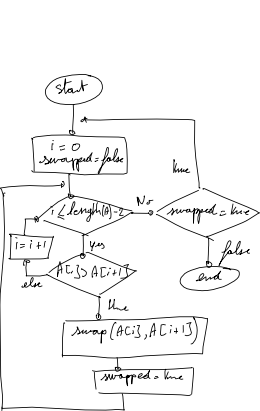 start
i = 0
swapped = false
true
i ≤ length(A)-2
No
swapped = true
i = i+1
yes
false
A[i] > A[i+1]
end
else
true
swap(A[i], A[i+1])
swapped = true